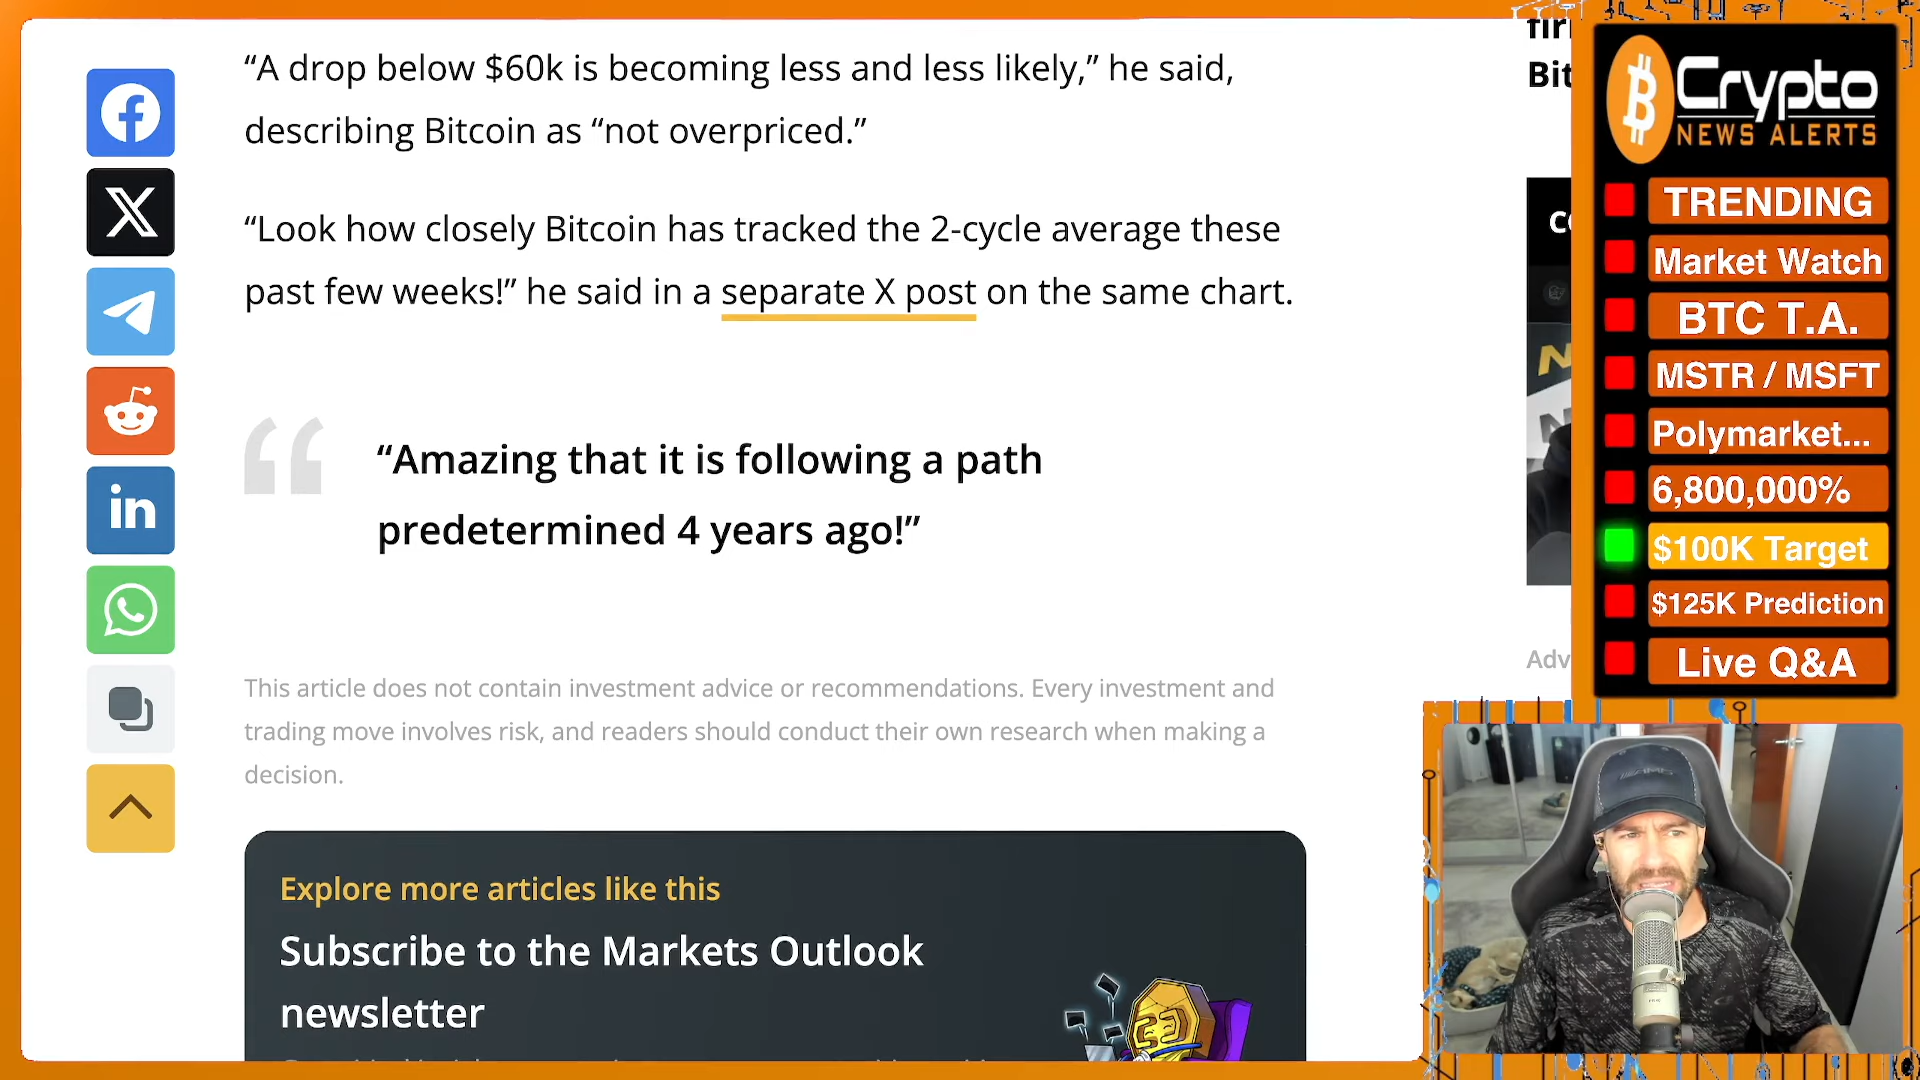 “A drop below $60k is becoming less and less likely,” he said,
describing Bitcoin as “not overpriced.”
“Look how closely Bitcoin has tracked the 2-cycle average these
past few weeks!” he said in a separate X post on the same chart.
“Amazing that it is following a path
predetermined 4 years ago!”
This article does not contain investment advice or recommendations. Every investment and
trading move involves risk, and readers should conduct their own research when making a
decision.
Explore more articles like this
Subscribe to the Markets Outlook
newsletter
Bit
Adv
Crypto
NEWS ALERTS
TRENDING
Market Watch
BTC T.A.
MSTR / MSFT
Polymarket...
6,800,000%
$100K Target
$125K Prediction
Live Q&A